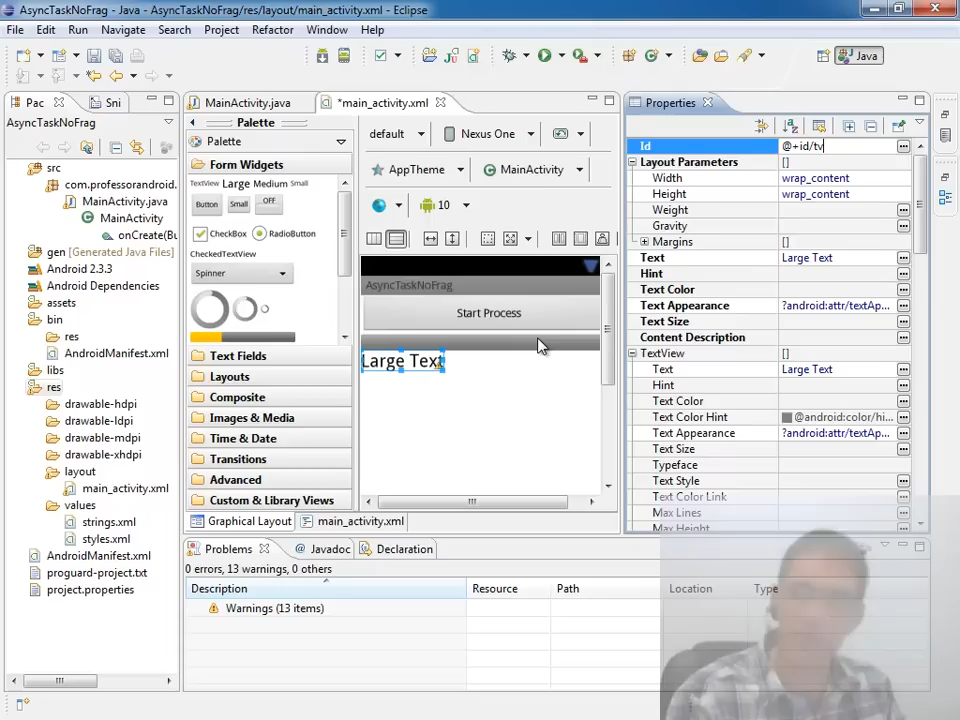 AsyncTaskNoFrag - Java - AsyncTaskNoFrag/res/layout/main_activity.xml - Eclipse
File Edit Run Navigate Search Project Refactor Window Help
Java
Pac
Sni
AsyncTaskNoFrag
src
com.professorandroid.
MainActivity.java
MainActivity
onCreate(Bu
gen [Generated Java Files]
Android 2.3.3
Android Dependencies
assets
bin
res
AndroidManifest.xml
libs
res
drawable-hdpi
drawable-ldpi
drawable-mdpi
drawable-xhdpi
layout
main_activity.xml
values
strings.xml
styles.xml
AndroidManifest.xml
proguard-project.txt
project.properties
MainActivity.java
*main_activity.xml
Palette
Palette
Form Widgets
TextView Large Medium Small
Button Small OFF
CheckBox RadioButton
CheckedTextView
Spinner
Text Fields
Layouts
Composite
Images & Media
Time & Date
Transitions
Advanced
Custom & Library Views
Graphical Layout
main_activity.xml
default
Nexus One
AppTheme
MainActivity
10
AsyncTaskNoFrag
Start Process
Large Text
Properties
Id @+id/tv
Layout Parameters []
Width wrap_content
Height wrap_content
Weight
Gravity
Margins []
Text Large Text
Hint
Text Color
Text Appearance ?android:attr/textAp...
Text Size
Content Description
TextView []
Text Large Text
Hint
Text Color
Text Color Hint @android:color/hi...
Text Appearance ?android:attr/textAp...
Text Size
Typeface
Text Style
Text Color Link
Max Lines
Max Height
Problems
@ Javadoc
Declaration
0 errors, 13 warnings, 0 others
Description Resource Path Location Type
Warnings (13 items)